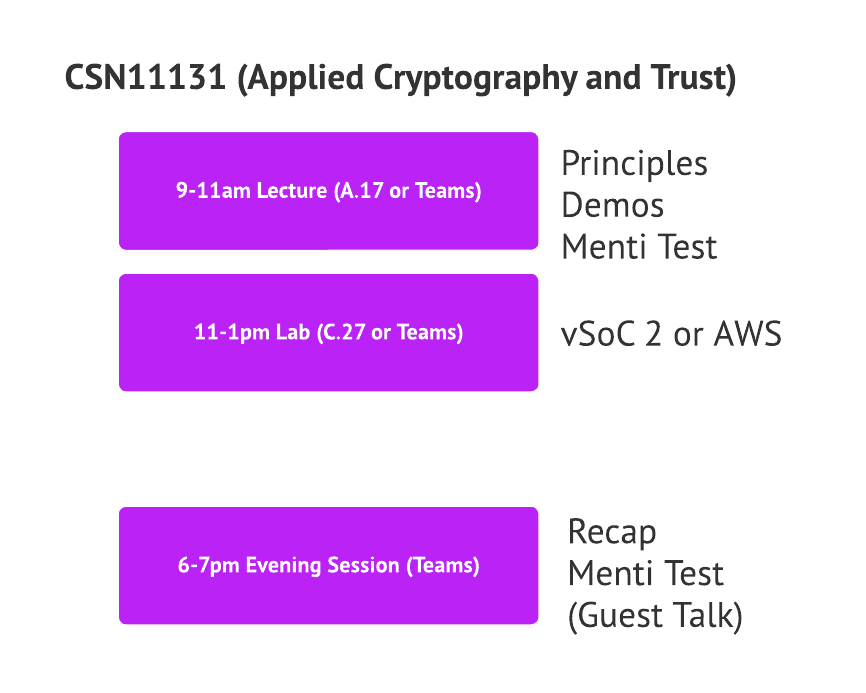 CSN11131 (Applied Cryptography and Trust)
9-11am Lecture (A.17 or Teams)
Principles
Demos
Menti Test
11-1pm Lab (C.27 or Teams)
vSoC 2 or AWS
6-7pm Evening Session (Teams)
Recap
Menti Test
(Guest Talk)